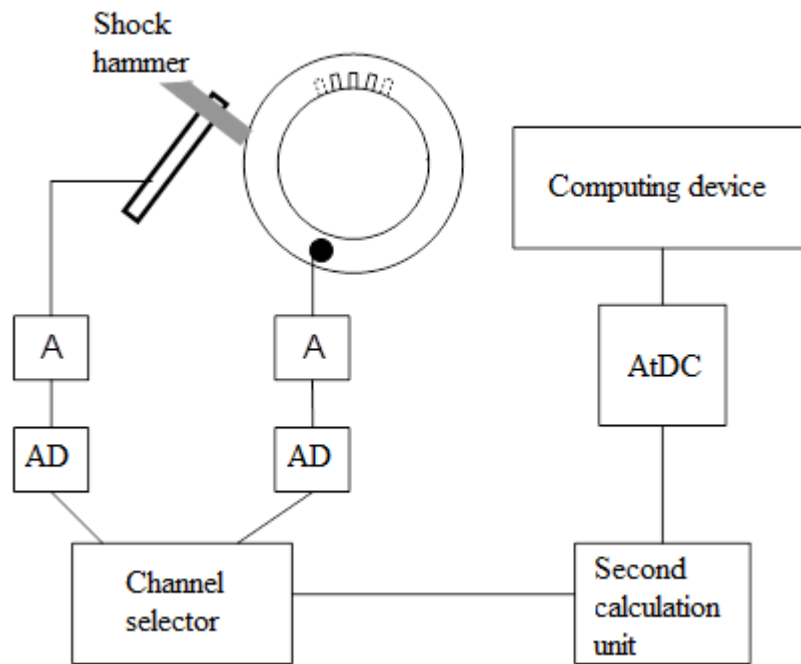 Shock
hammer
Computing device
A
A
AtDC
AD
AD
Channel
selector
Second
calculation
unit